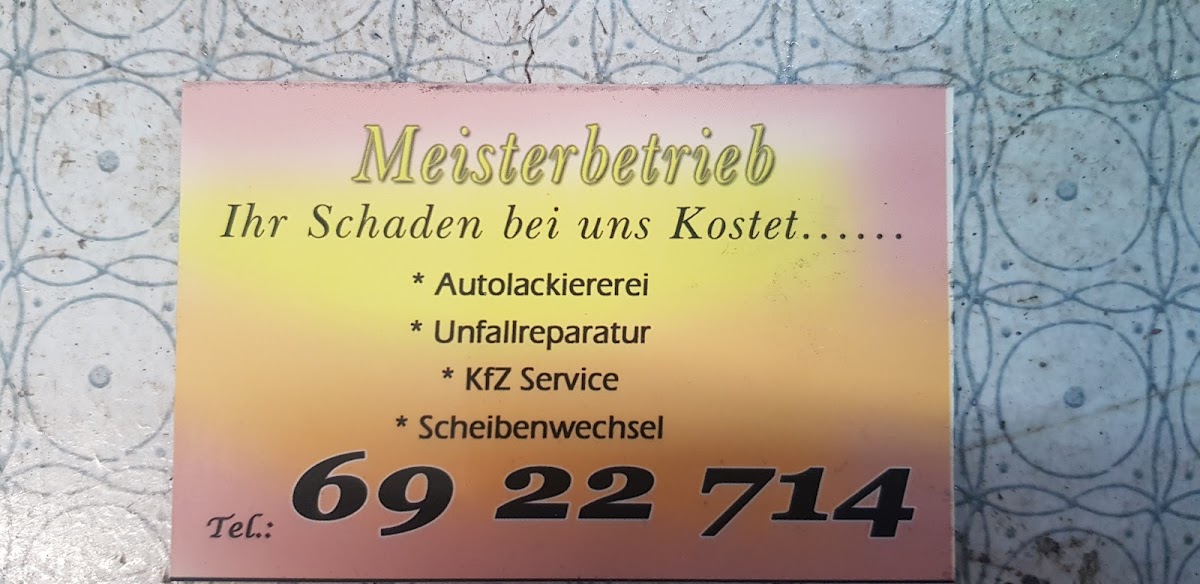 Meisterbetrieb
Ihr Schaden bei uns Kostet......
* Autolackiererei
* Unfallreparatur
* KfZ Service
* Scheibenwechsel
Tel.: 69 22 714